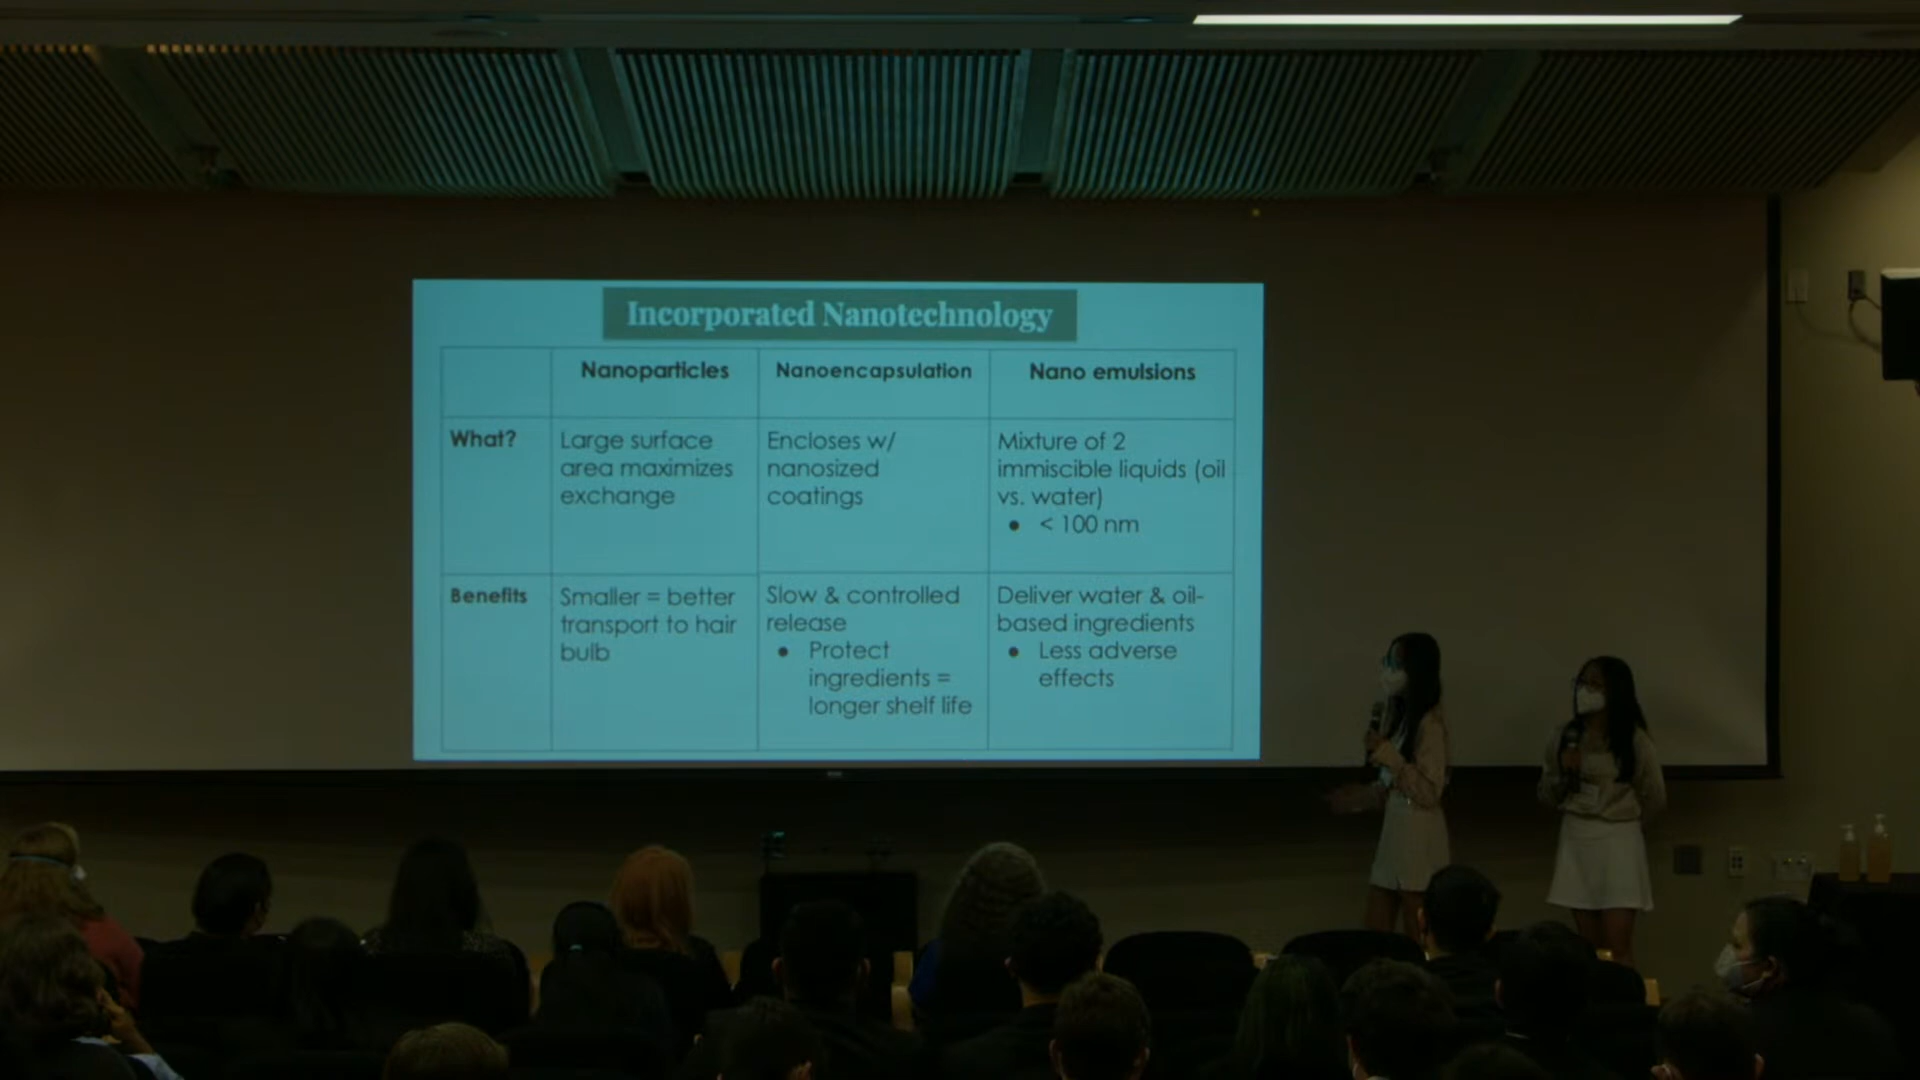 Incorporated Nanotechnology
Nanoparticles
Nanoencapsulation
Nano emulsions
What?
Large surface
area maximizes
exchange
Encloses w/
nanosized
coatings
Mixture of 2
immiscible liquids (oil
vs. water)
● < 100 nm
Benefits
Smaller = better
transport to hair
bulb
Slow & controlled
release
● Protect
ingredients =
longer shelf life
Deliver water & oil-
based ingredients
● Less adverse
effects